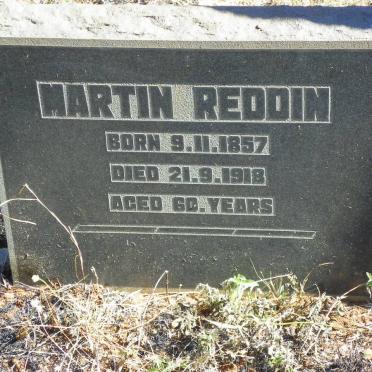 MARTIN REDDIN
BORN 9.11.1857
DIED 21.9.1918
AGED 60.YEARS